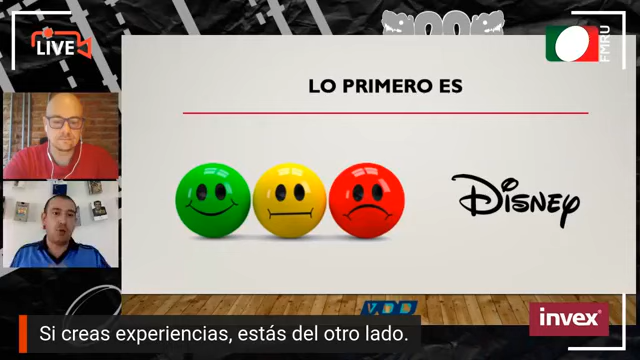 LIVE
FMRU
LO PRIMERO ES
Disney
Si creas experiencias, estás del otro lado.
invex